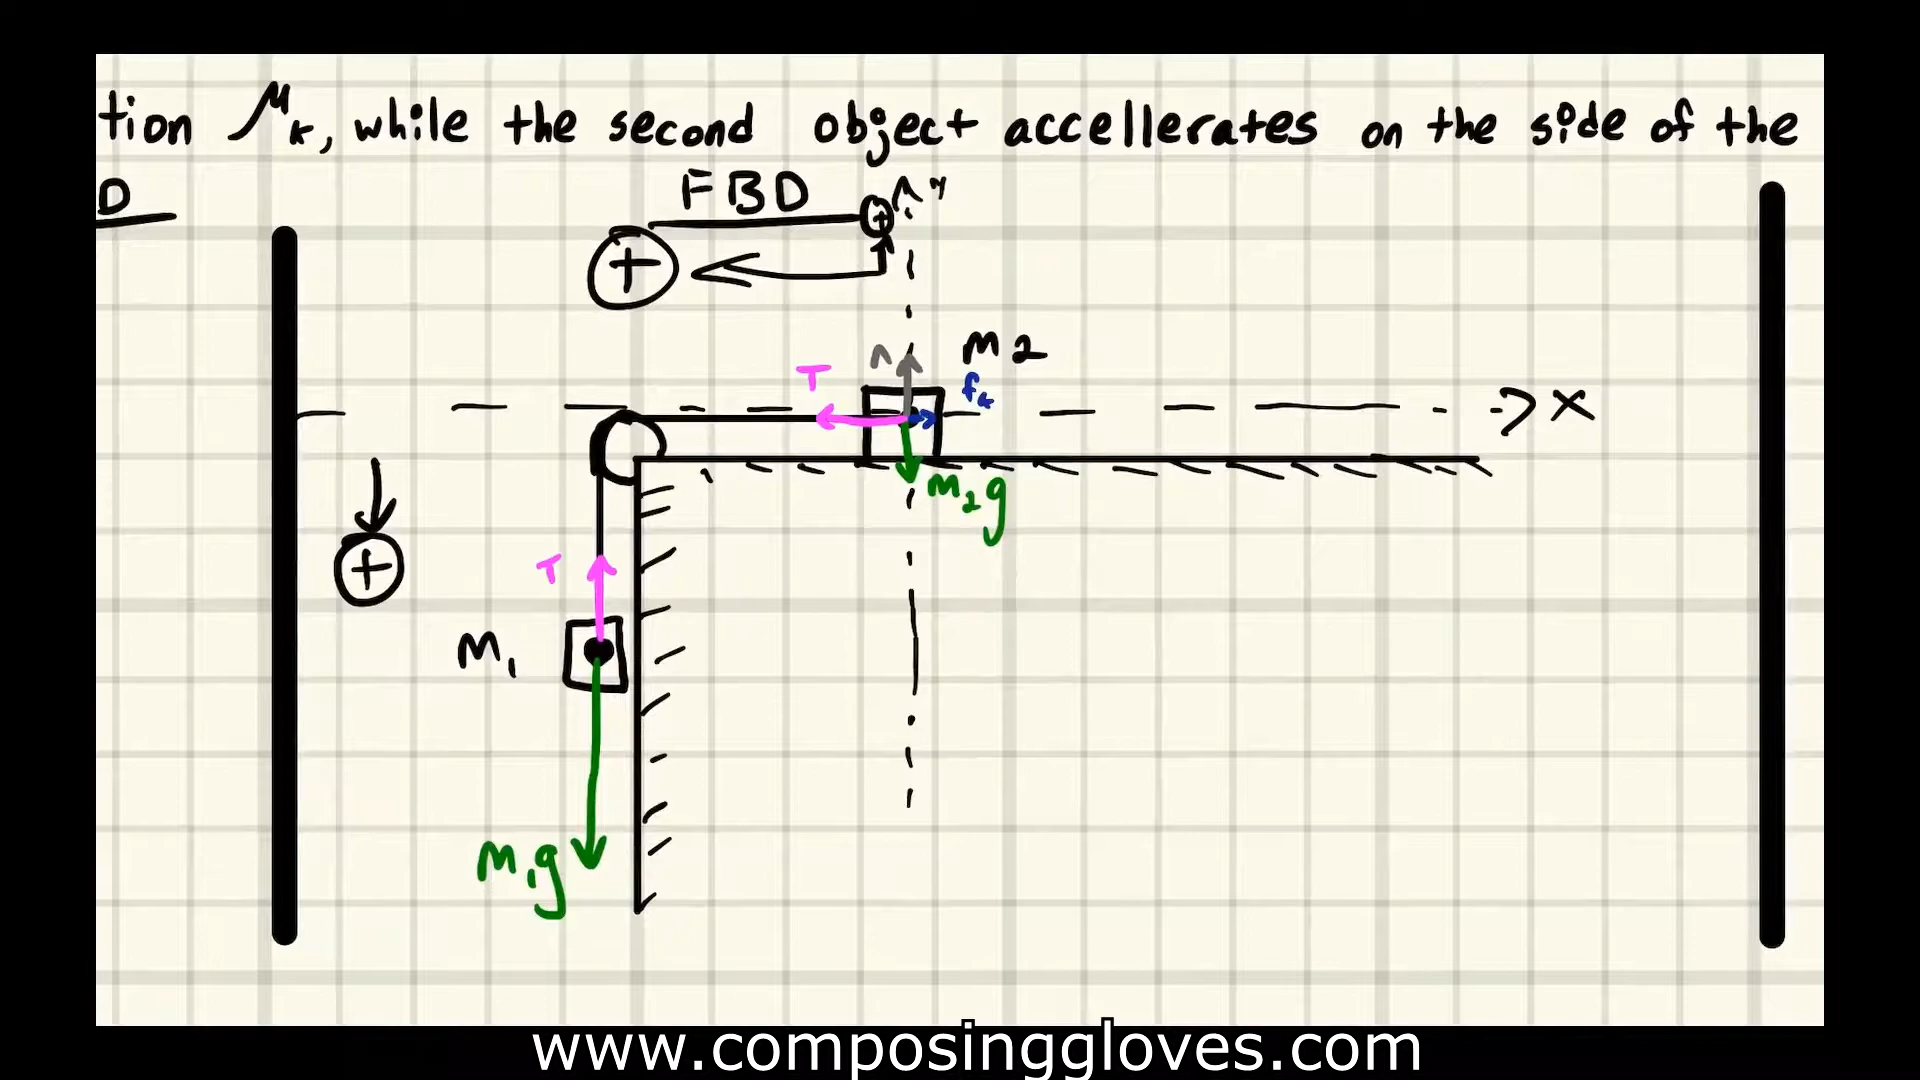 tion μk, while the second object accellerates on the side of the
D
FBD
+
y
+
M2
n
T
fk
x
m2g
+
T
M1
M1g
www.composinggloves.com